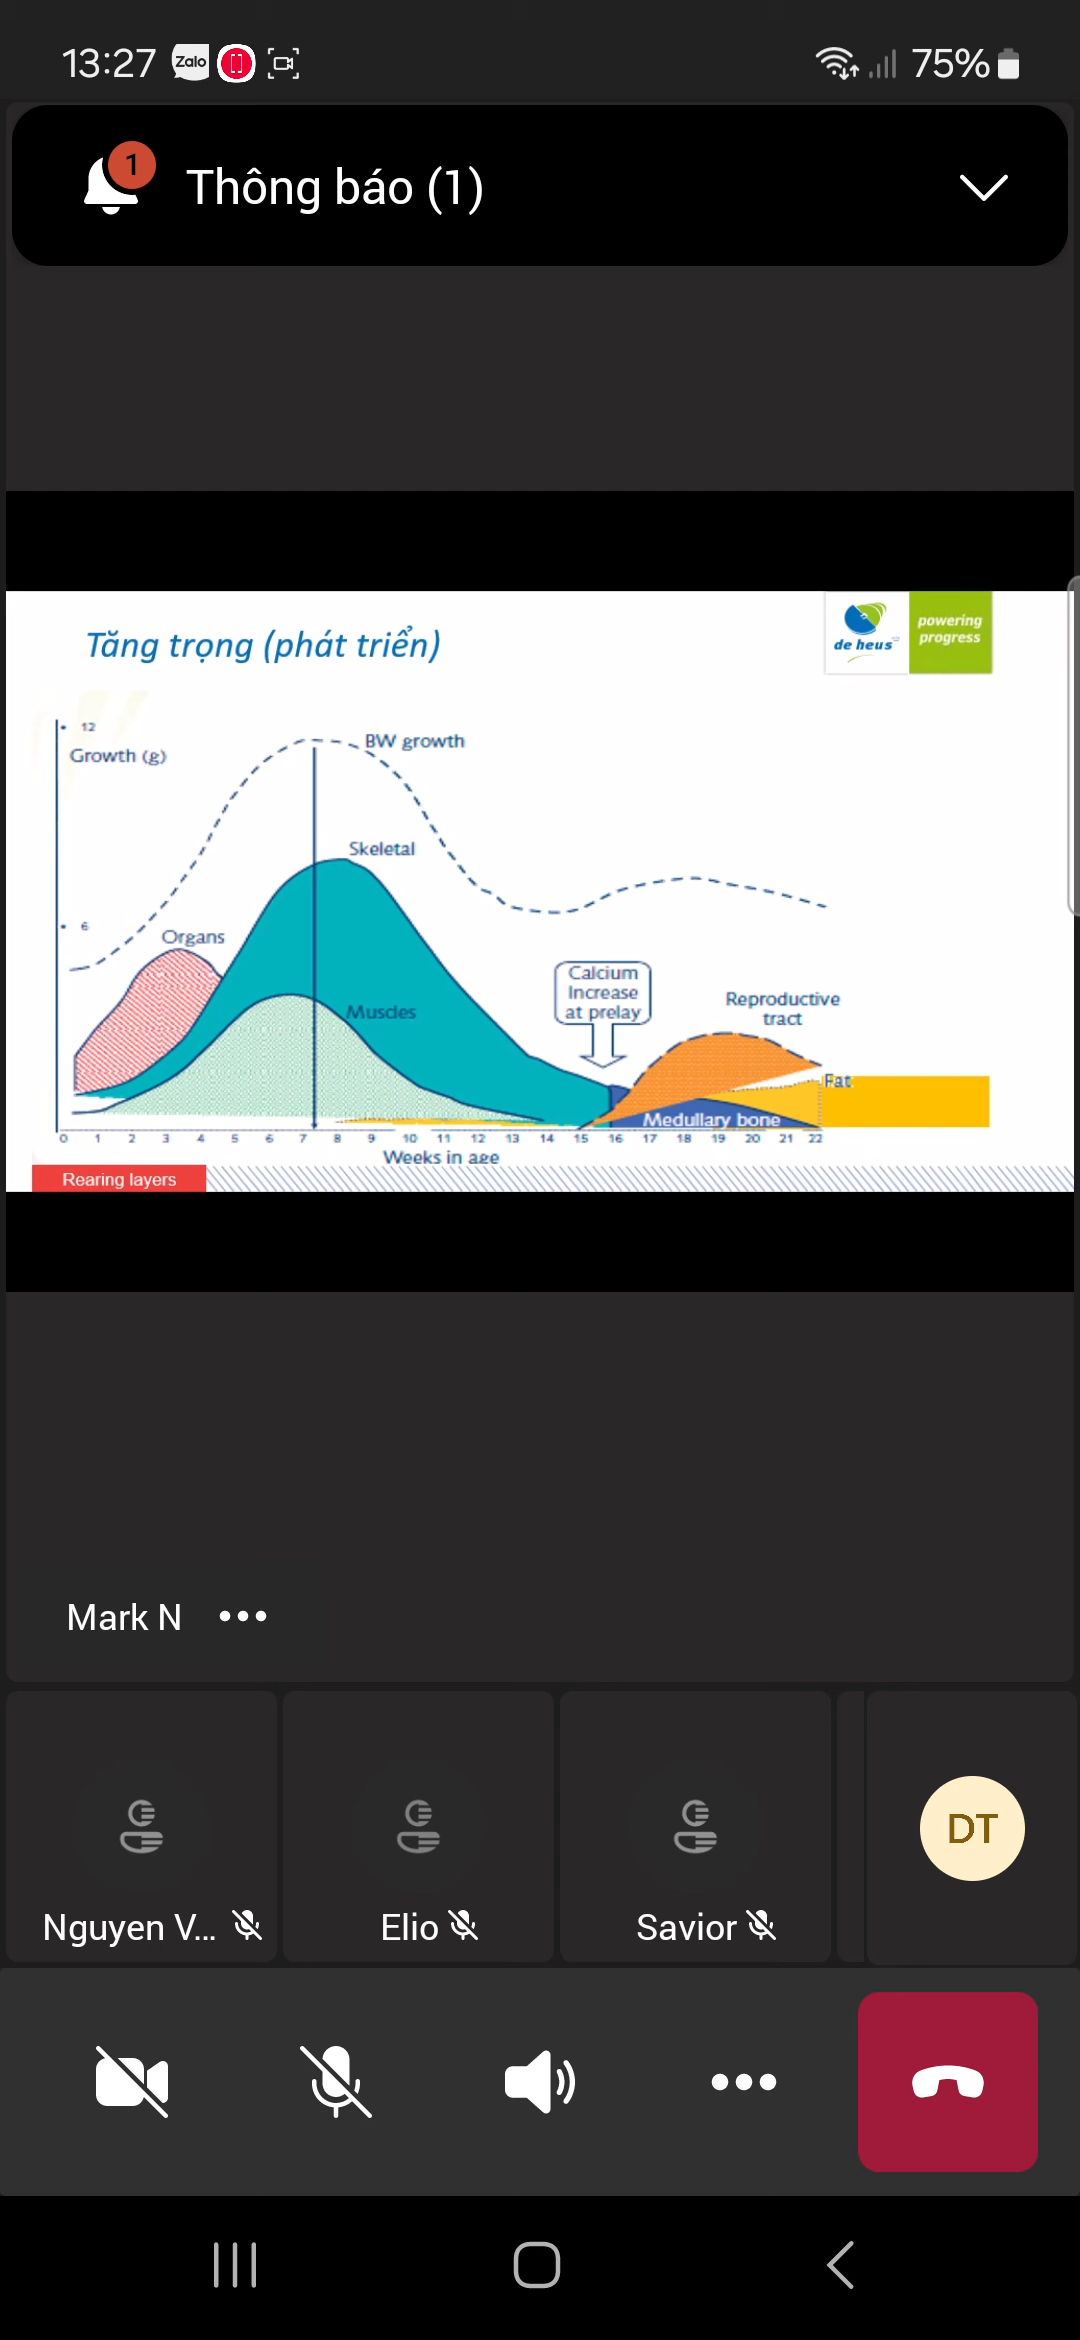 13:27
Zalo
75%
1
Thông báo (1)
Tăng trọng (phát triển)
de heus
powering
progress
12
Growth (g)
BW growth
Skeletal
6
Organs
Calcium
Increase
at prelay
Muscles
Reproductive
tract
Fat
Medullary bone
0 1 2 3 4 5 6 7 8 9 10 11 12 13 14 15 16 17 18 19 20 21 22
Weeks in age
Rearing layers
Mark N
DT
Nguyen V...
Elio
Savior